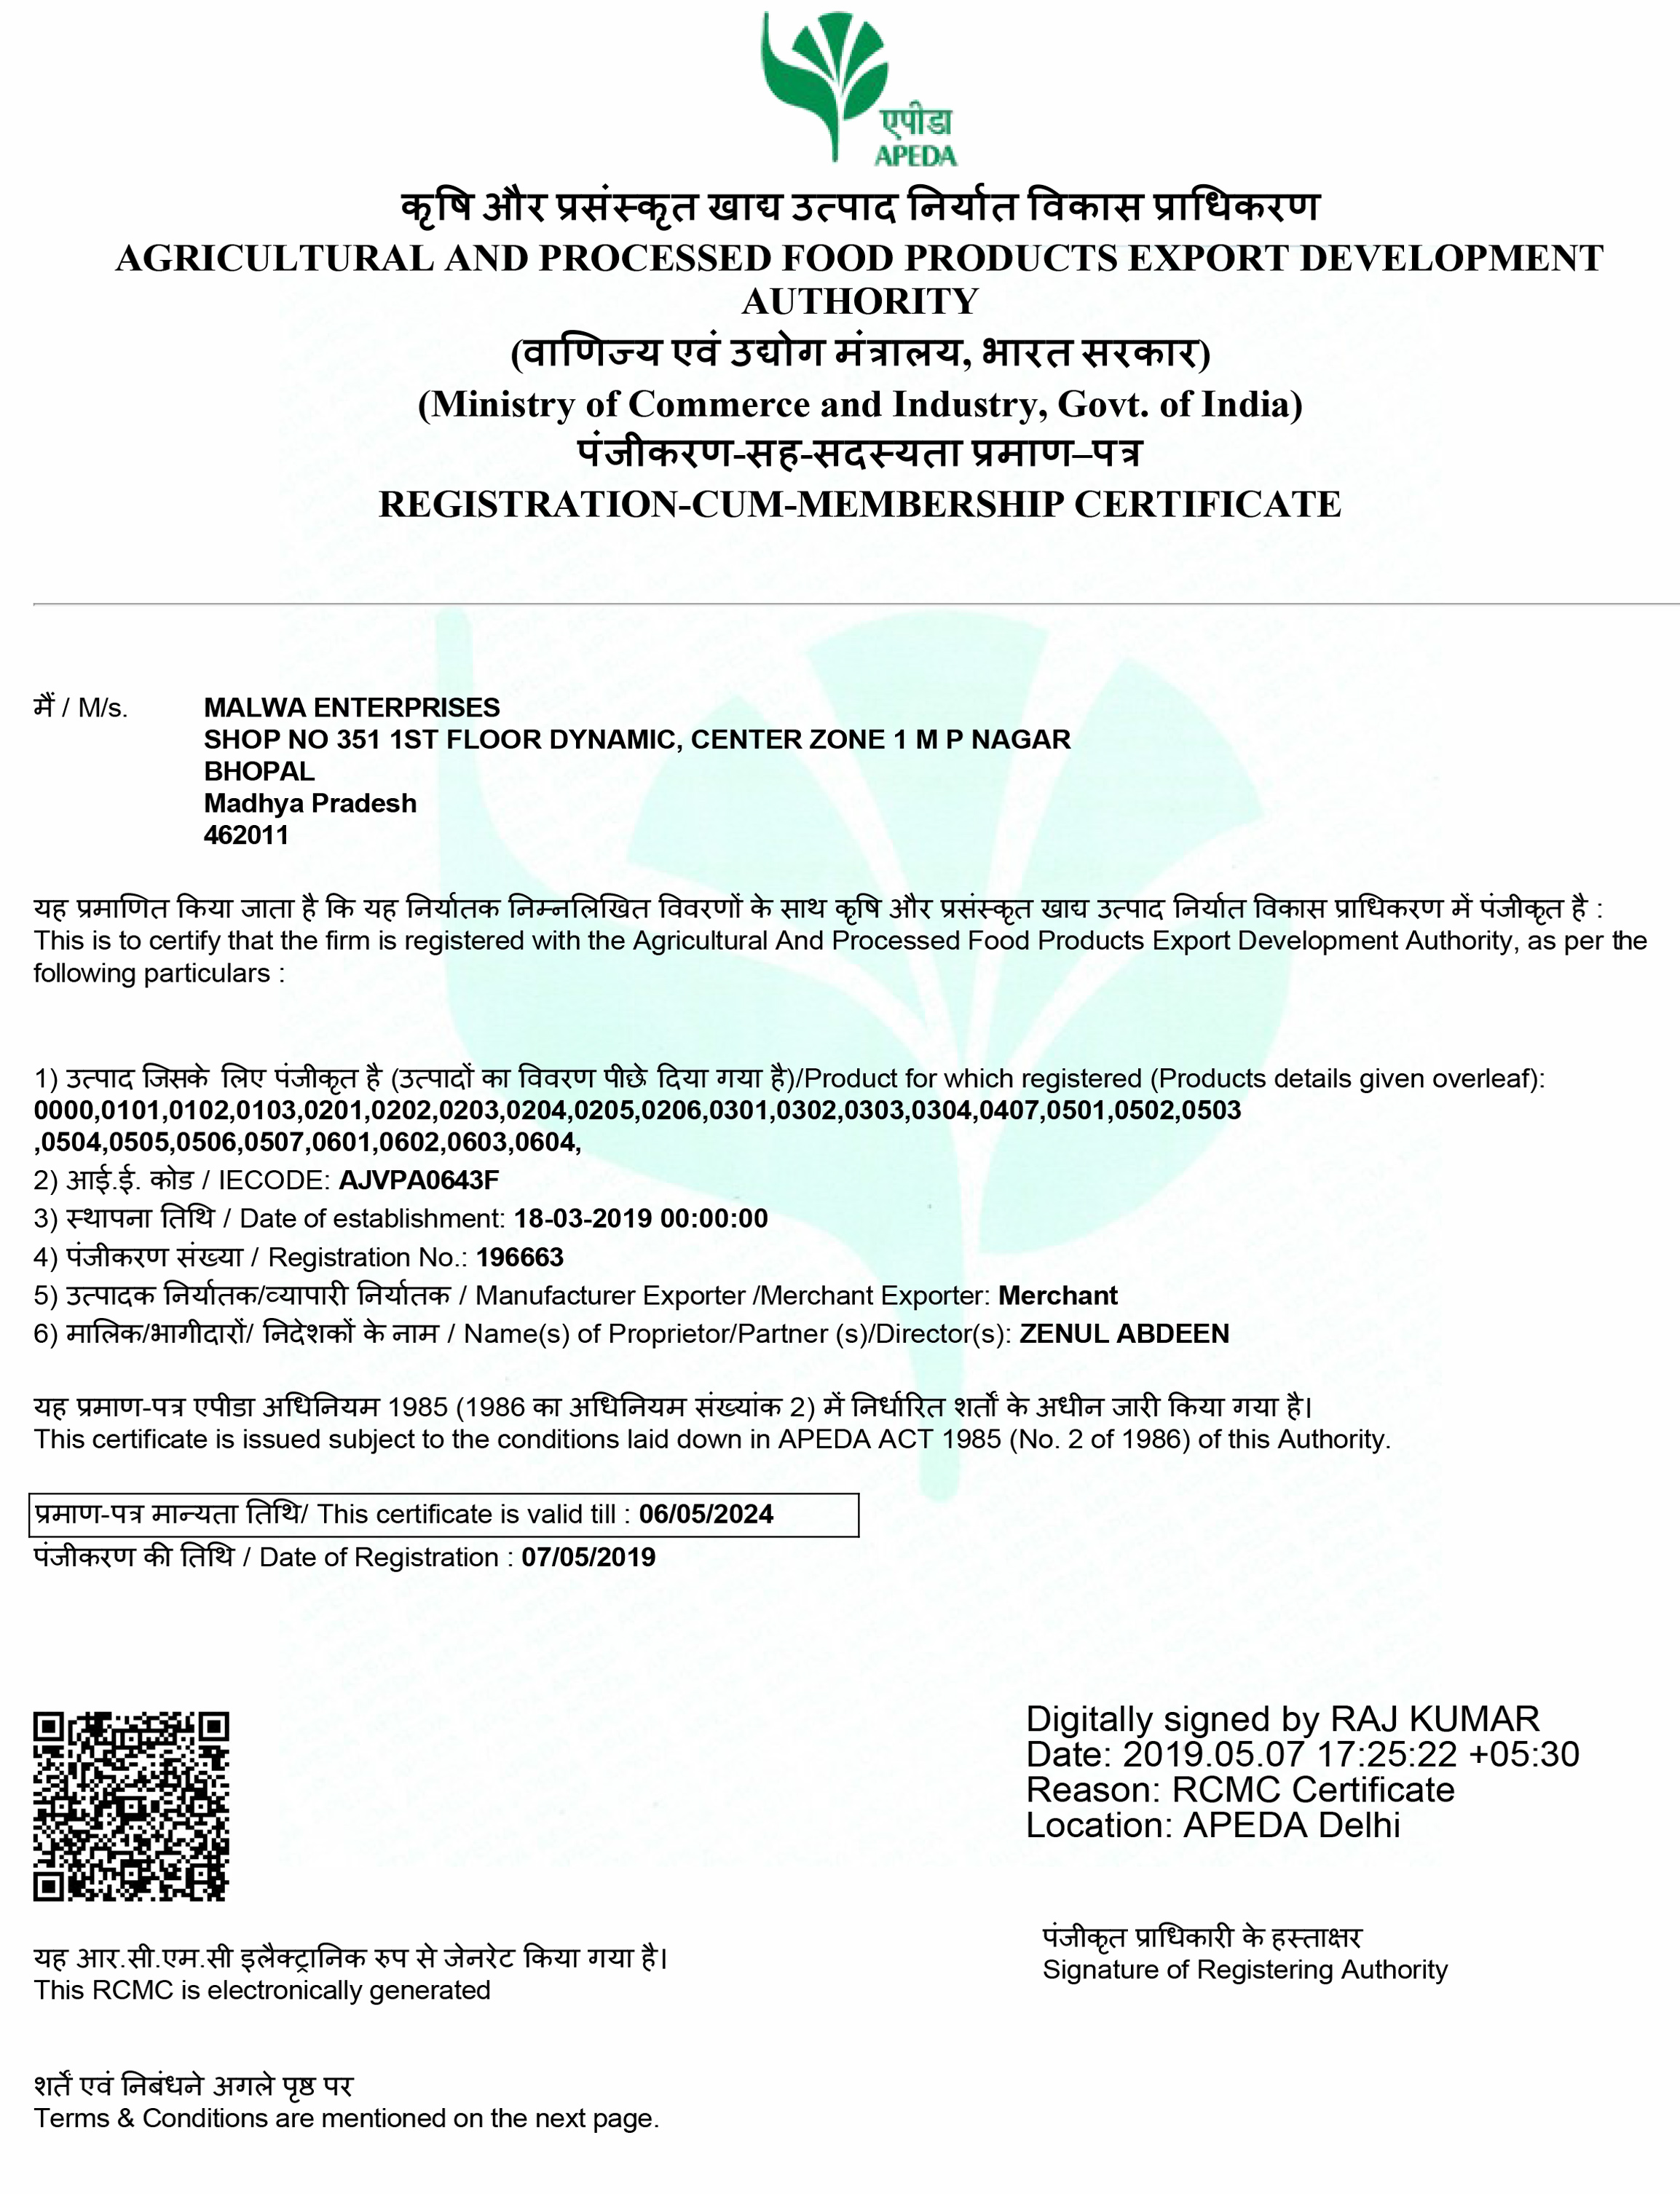 एपीडा
APEDA
कृषि और प्रसंस्कृत खाद्य उत्पाद निर्यात विकास प्राधिकरण
AGRICULTURAL AND PROCESSED FOOD PRODUCTS EXPORT DEVELOPMENT
AUTHORITY
(वाणिज्य एवं उद्योग मंत्रालय, भारत सरकार)
(Ministry of Commerce and Industry, Govt. of India)
पंजीकरण-सह-सदस्यता प्रमाण–पत्र
REGISTRATION-CUM-MEMBERSHIP CERTIFICATE
मैं / M/s. MALWA ENTERPRISES
SHOP NO 351 1ST FLOOR DYNAMIC, CENTER ZONE 1 M P NAGAR
BHOPAL
Madhya Pradesh
462011
यह प्रमाणित किया जाता है कि यह निर्यातक निम्नलिखित विवरणों के साथ कृषि और प्रसंस्कृत खाद्य उत्पाद निर्यात विकास प्राधिकरण में पंजीकृत है :
This is to certify that the firm is registered with the Agricultural And Processed Food Products Export Development Authority, as per the
following particulars :
1) उत्पाद जिसके लिए पंजीकृत है (उत्पादों का विवरण पीछे दिया गया है)/Product for which registered (Products details given overleaf):
0000,0101,0102,0103,0201,0202,0203,0204,0205,0206,0301,0302,0303,0304,0407,0501,0502,0503
,0504,0505,0506,0507,0601,0602,0603,0604,
2) आई.ई. कोड / IECODE: AJVPA0643F
3) स्थापना तिथि / Date of establishment: 18-03-2019 00:00:00
4) पंजीकरण संख्या / Registration No.: 196663
5) उत्पादक निर्यातक/व्यापारी निर्यातक / Manufacturer Exporter /Merchant Exporter: Merchant
6) मालिक/भागीदारों/ निदेशकों के नाम / Name(s) of Proprietor/Partner (s)/Director(s): ZENUL ABDEEN
यह प्रमाण-पत्र एपीडा अधिनियम 1985 (1986 का अधिनियम संख्यांक 2) में निर्धारित शर्तों के अधीन जारी किया गया है।
This certificate is issued subject to the conditions laid down in APEDA ACT 1985 (No. 2 of 1986) of this Authority.
प्रमाण-पत्र मान्यता तिथि/ This certificate is valid till : 06/05/2024
पंजीकरण की तिथि / Date of Registration : 07/05/2019
Digitally signed by RAJ KUMAR
Date: 2019.05.07 17:25:22 +05:30
Reason: RCMC Certificate
Location: APEDA Delhi
पंजीकृत प्राधिकारी के हस्ताक्षर
Signature of Registering Authority
यह आर.सी.एम.सी इलैक्ट्रानिक रुप से जेनरेट किया गया है।
This RCMC is electronically generated
शर्तें एवं निबंधने अगले पृष्ठ पर
Terms & Conditions are mentioned on the next page.